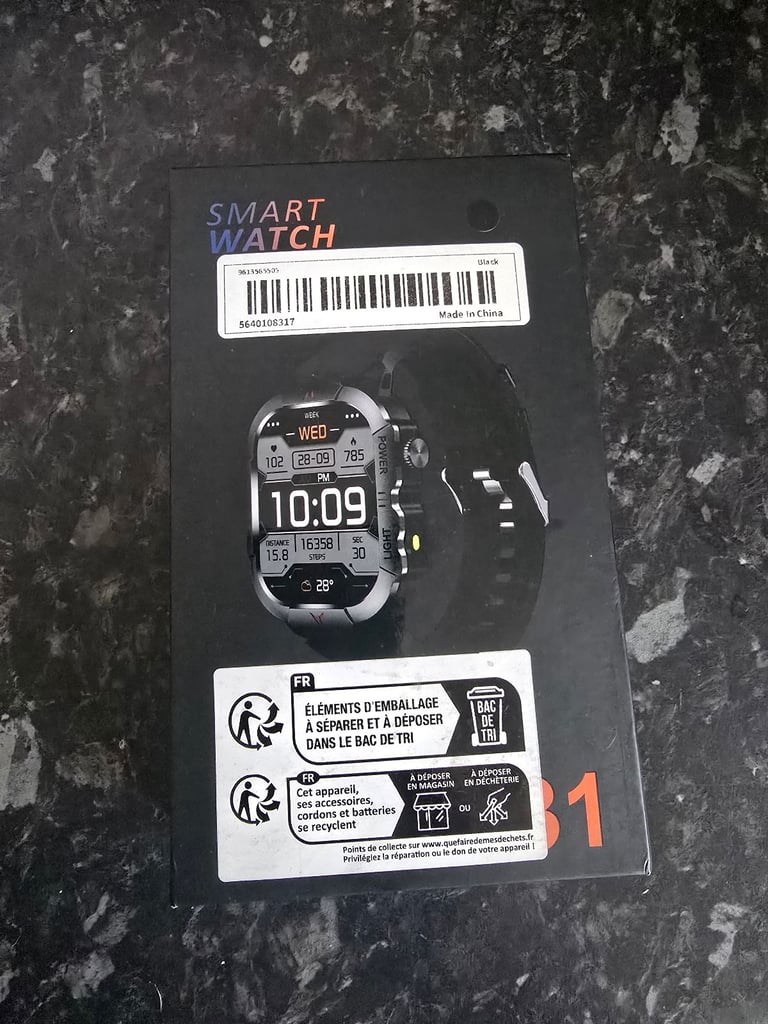 SMART
WATCH
9613565505 Black
5640108317 Made In China
WEEK
WED
102 28-09 785
PM
10:09
DISTANCE 16358 SEC
15.8 STEPS 30
28°
POWER
LIGHT
FR
ÉLÉMENTS D'EMBALLAGE
À SÉPARER ET À DÉPOSER
DANS LE BAC DE TRI
BAC
DE
TRI
FR
Cet appareil,
ses accessoires,
cordons et batteries
se recyclent
À DÉPOSER
EN MAGASIN
OU
À DÉPOSER
EN DÉCHÈTERIE
Points de collecte sur www.quefairedemesdechets.fr
Privilégiez la réparation ou le don de votre appareil !
1